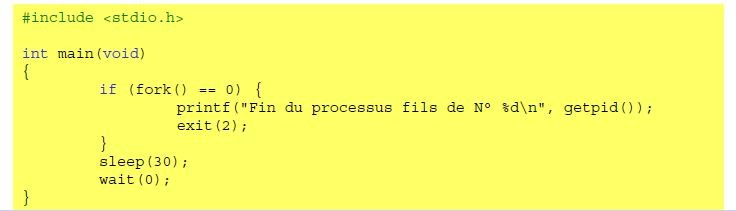 #include <stdio.h>
int main(void)
{
if (fork() == 0) {
printf("Fin du processus fils de N° %d\n", getpid());
exit(2);
}
sleep(30);
wait(0);
}